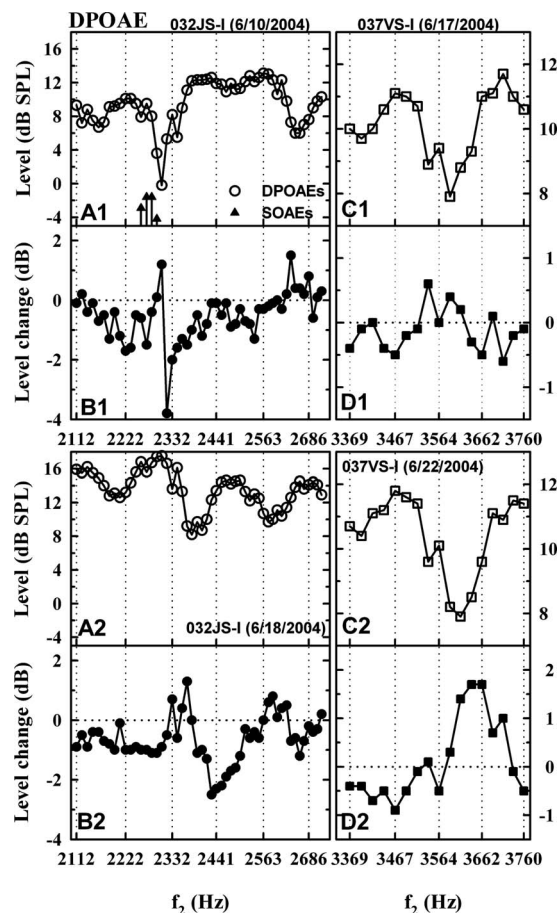 DPOAE
032JS-I (6/10/2004)
037VS-I (6/17/2004)
Level (dB SPL)
16
12
8
4
0
-4
DPOAEs
SOAEs
A1
12
10
8
C1
Level change (dB)
2
0
-2
-4
B1
1
0
-1
D1
2112 2222 2332 2441 2563 2686
3369 3467 3564 3662 3760
Level (dB SPL)
16
12
8
4
0
-4
A2
032JS-I (6/18/2004)
037VS-I (6/22/2004)
12
10
8
C2
Level change (dB)
2
0
-2
-4
B2
2
1
0
-1
D2
2112 2222 2332 2441 2563 2686
3369 3467 3564 3662 3760
f2 (Hz)
f2 (Hz)